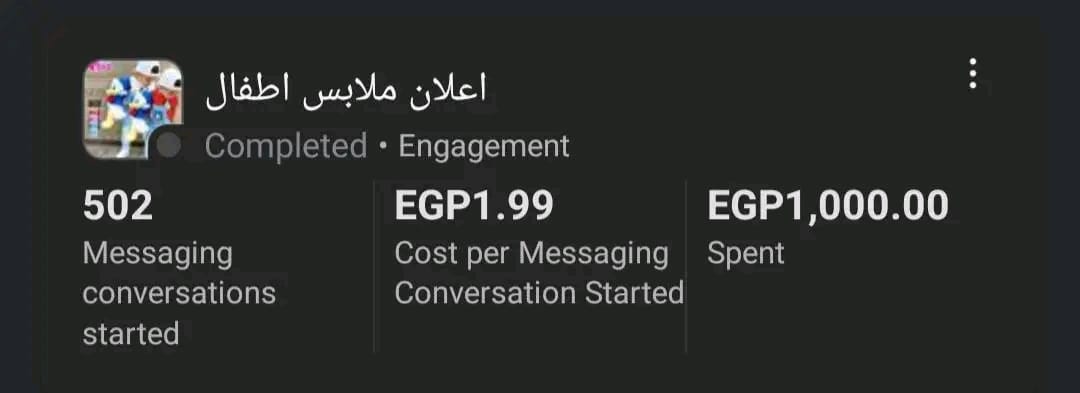 اعلان ملابس اطفال
Completed • Engagement
502
Messaging
conversations
started
EGP1.99
Cost per Messaging
Conversation Started
EGP1,000.00
Spent